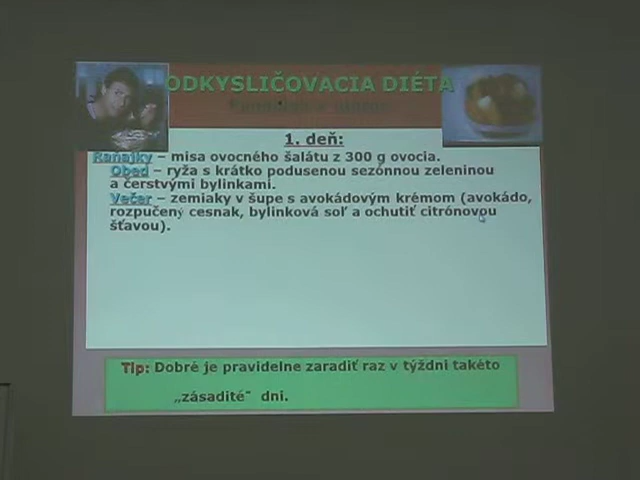 ODKYSLIČOVACIA DIÉTA
1. deň:
Raňajky – misa ovocného šalátu z 300 g ovocia.
Obed – ryža s krátko podusenou sezónnou zeleninou
a čerstvými bylinkami.
Večer – zemiaky v šupe s avokádovým krémom (avokádo,
rozpučený cesnak, bylinková soľ a ochutiť citrónovou
šťavou).
Tip: Dobré je pravidelne zaradiť raz v týždni takéto
„zásadité" dni.